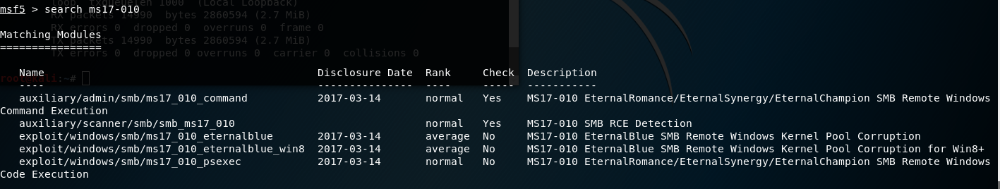 msf5 > search ms17-010
loop txqueuelen 1000 (Local Loopback)
RX packets 14990 bytes 2860594 (2.7 MiB)
RX errors 0 dropped 0 overruns 0 frame 0
Matching Modules
TX packets 14990 bytes 2860594 (2.7 MiB)
================
TX errors 0 dropped 0 overruns 0 carrier 0 collisions 0
Name Disclosure Date Rank Check Description
root@kali:~#
---- --------------- ---- ----- -----------
auxiliary/admin/smb/ms17_010_command 2017-03-14 normal Yes MS17-010 EternalRomance/EternalSynergy/EternalChampion SMB Remote Windows
Command Execution
auxiliary/scanner/smb/smb_ms17_010 normal Yes MS17-010 SMB RCE Detection
exploit/windows/smb/ms17_010_eternalblue 2017-03-14 average No MS17-010 EternalBlue SMB Remote Windows Kernel Pool Corruption
exploit/windows/smb/ms17_010_eternalblue_win8 2017-03-14 average No MS17-010 EternalBlue SMB Remote Windows Kernel Pool Corruption for Win8+
exploit/windows/smb/ms17_010_psexec 2017-03-14 normal No MS17-010 EternalRomance/EternalSynergy/EternalChampion SMB Remote Windows
Code Execution